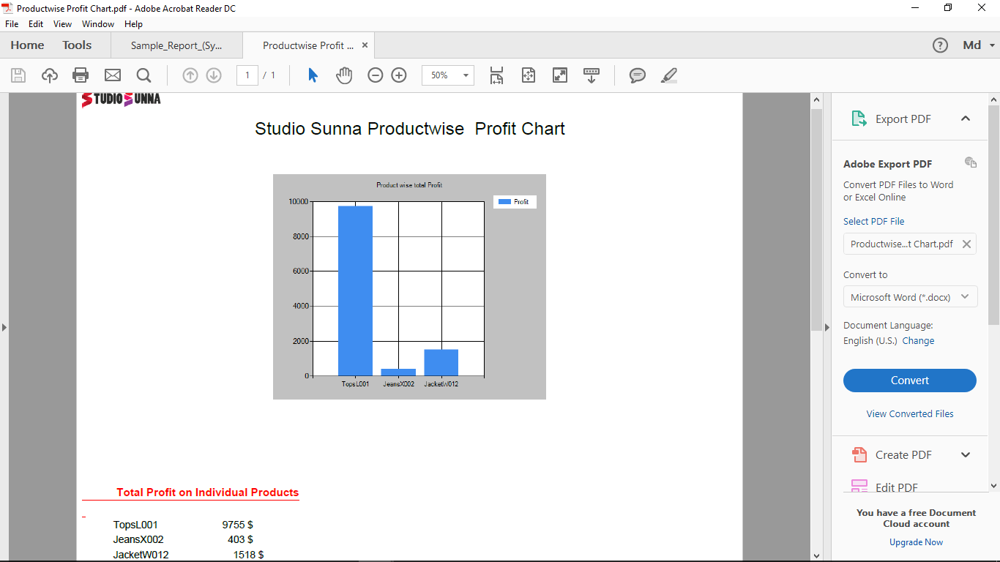 Productwise Profit Chart.pdf - Adobe Acrobat Reader DC
File Edit View Window Help
Home Tools Sample_Report_(Sy... Productwise Profit ... × Md
1 / 1 50%
STUDIO SUNNA
Studio Sunna Productwise  Profit Chart
Product wise total Profit
Profit
10000
8000
6000
4000
2000
0
TopsL001 JeansX002 JacketW012
Total Profit on Individual Products
TopsL001 9755 $
JeansX002 403 $
JacketW012 1518 $
Export PDF
Adobe Export PDF
Convert PDF Files to Word
or Excel Online
Select PDF File
Productwise...t Chart.pdf
Convert to
Microsoft Word (*.docx)
Document Language:
English (U.S.) Change
Convert
View Converted Files
Create PDF
Edit PDF
You have a free Document
Cloud account
Upgrade Now